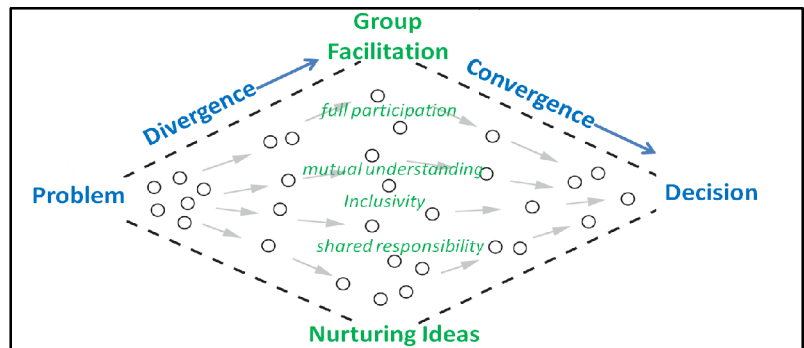 Group
Facilitation
Divergence
Convergence
full participation
mutual understanding
Problem
Inclusivity
Decision
shared responsibility
Nurturing Ideas